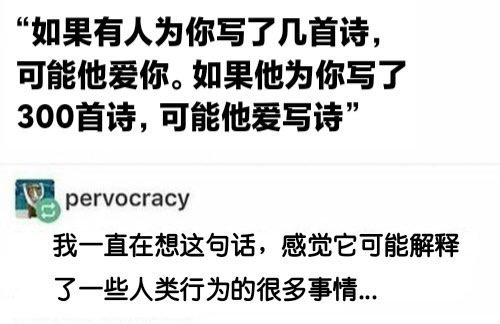 “如果有人为你写了几首诗，
可能他爱你。如果他为你写了
300首诗，可能他爱写诗”
pervocracy
我一直在想这句话，感觉它可能解释
了一些人类行为的很多事情...